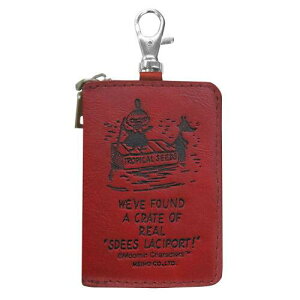 TROPICAL SEEDS
WE'VE FOUND
A CRATE OF
REAL
"SDEES LACIPORT!"
©Moomin Characters™
MEIHO CO.,LTD.